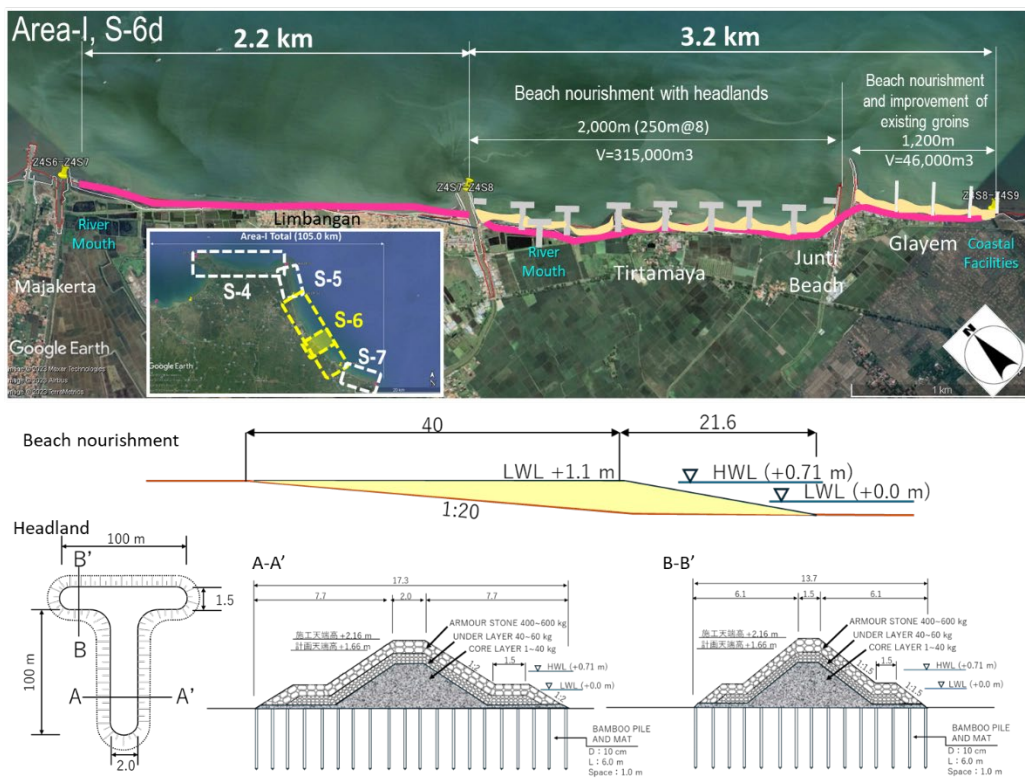 Area-I, S-6d
2.2 km
3.2 km
Beach nourishment with headlands
2,000m (250m@8)
V=315,000m3
Beach nourishment
and improvement of
existing groins
1,200m
V=46,000m3
Z4S6-Z4S7
Z4S7-Z4S8
Z4S8-Z4S9
River
Mouth
Limbangan
River
Mouth
Tirtamaya
Junti
Beach
Glayem
Coastal
Facilities
Majakerta
Area-I Total (105.0 km)
S-4
S-5
S-6
S-7
Google Earth
Google Earth
N
1 km
Beach nourishment
40
21.6
LWL +1.1 m
HWL (+0.71 m)
LWL (+0.0 m)
1:20
Headland
100 m
B'
B
1.5
100 m
A
A'
2.0
A-A'
17.3
7.7
2.0
7.7
ARMOUR STONE 400~600 kg
UNDER LAYER 40~60 kg
CORE LAYER 1~40 kg
施工天端高 +2.16 m
計画天端高 +1.66 m
1:2
1.5
HWL (+0.71 m)
LWL (+0.0 m)
1:2
BAMBOO PILE
AND MAT
D : 10 cm
L : 6.0 m
Space : 1.0 m
B-B'
13.7
6.1
1.5
6.1
ARMOUR STONE 400~600 kg
UNDER LAYER 40~60 kg
CORE LAYER 1~40 kg
施工天端高 +2.16 m
計画天端高 +1.66 m
1:1.5
1.5
HWL (+0.71 m)
LWL (+0.0 m)
1:1.5
BAMBOO PILE
AND MAT
D : 10 cm
L : 6.0 m
Space : 1.0 m